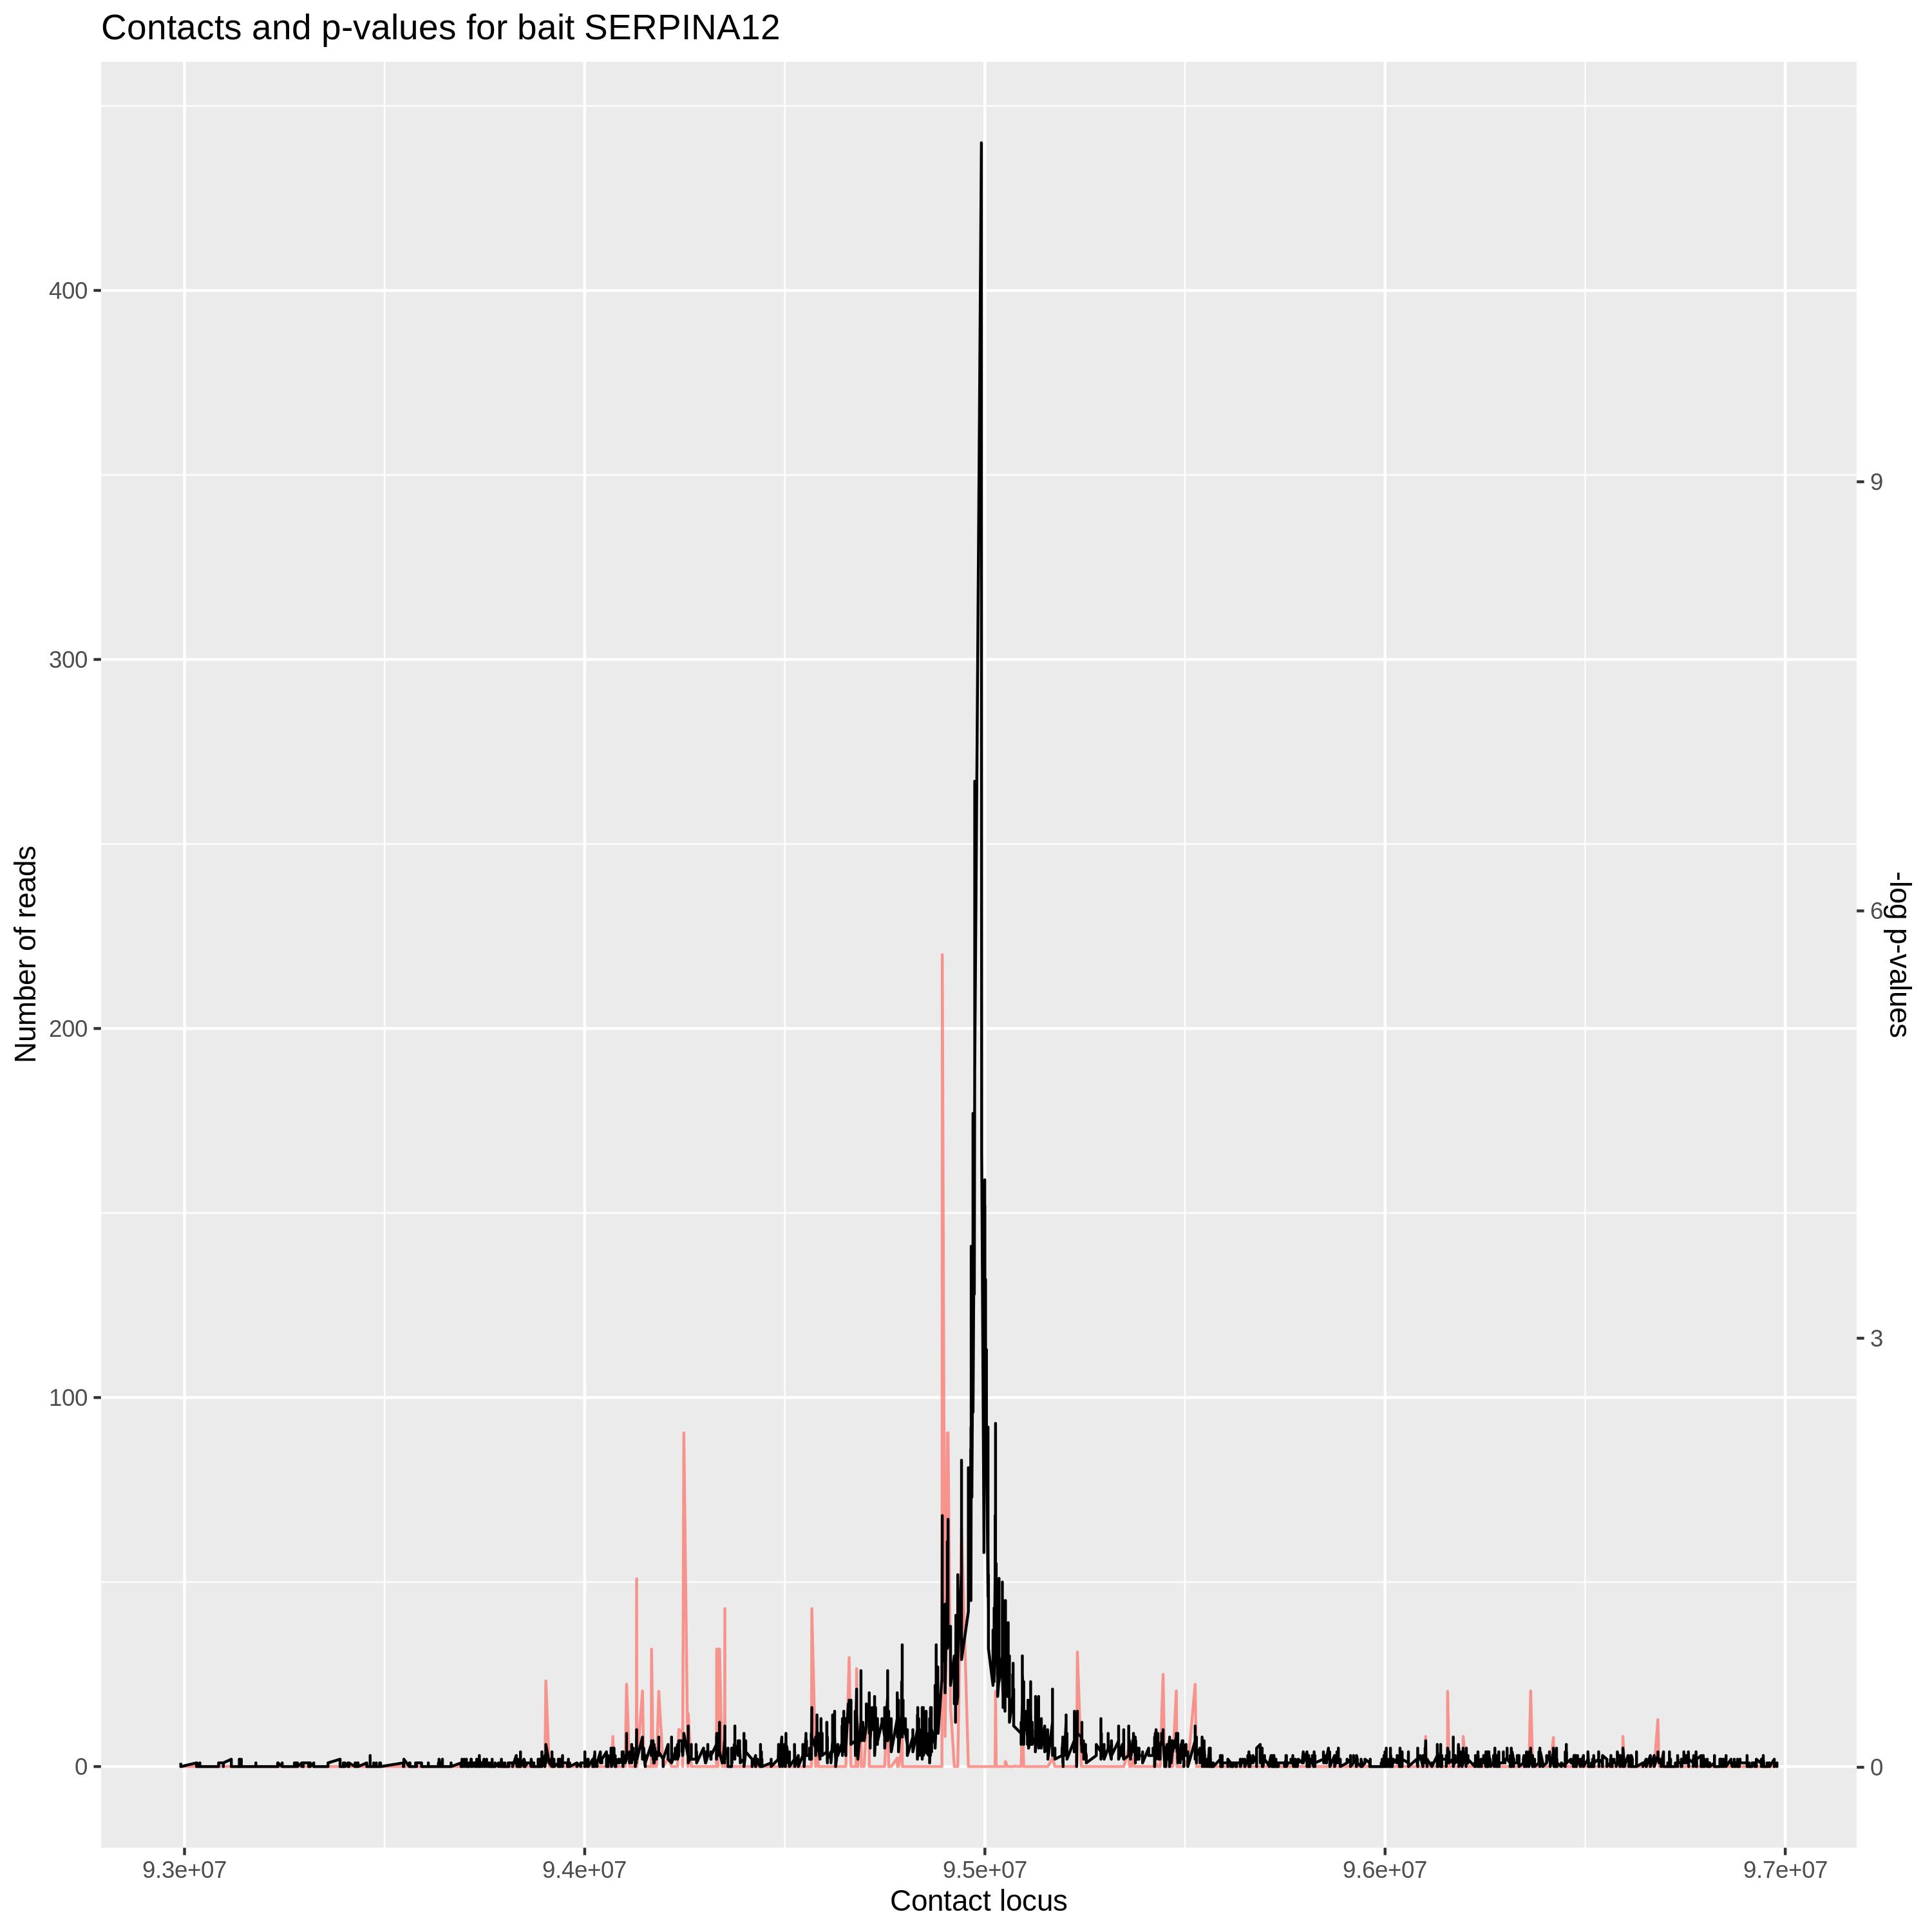 Contacts and p-values for bait SERPINA12
400
300
200
100
0
Number of reads
9
6
3
0
-log p-values
9.3e+07
9.4e+07
9.5e+07
9.6e+07
9.7e+07
Contact locus